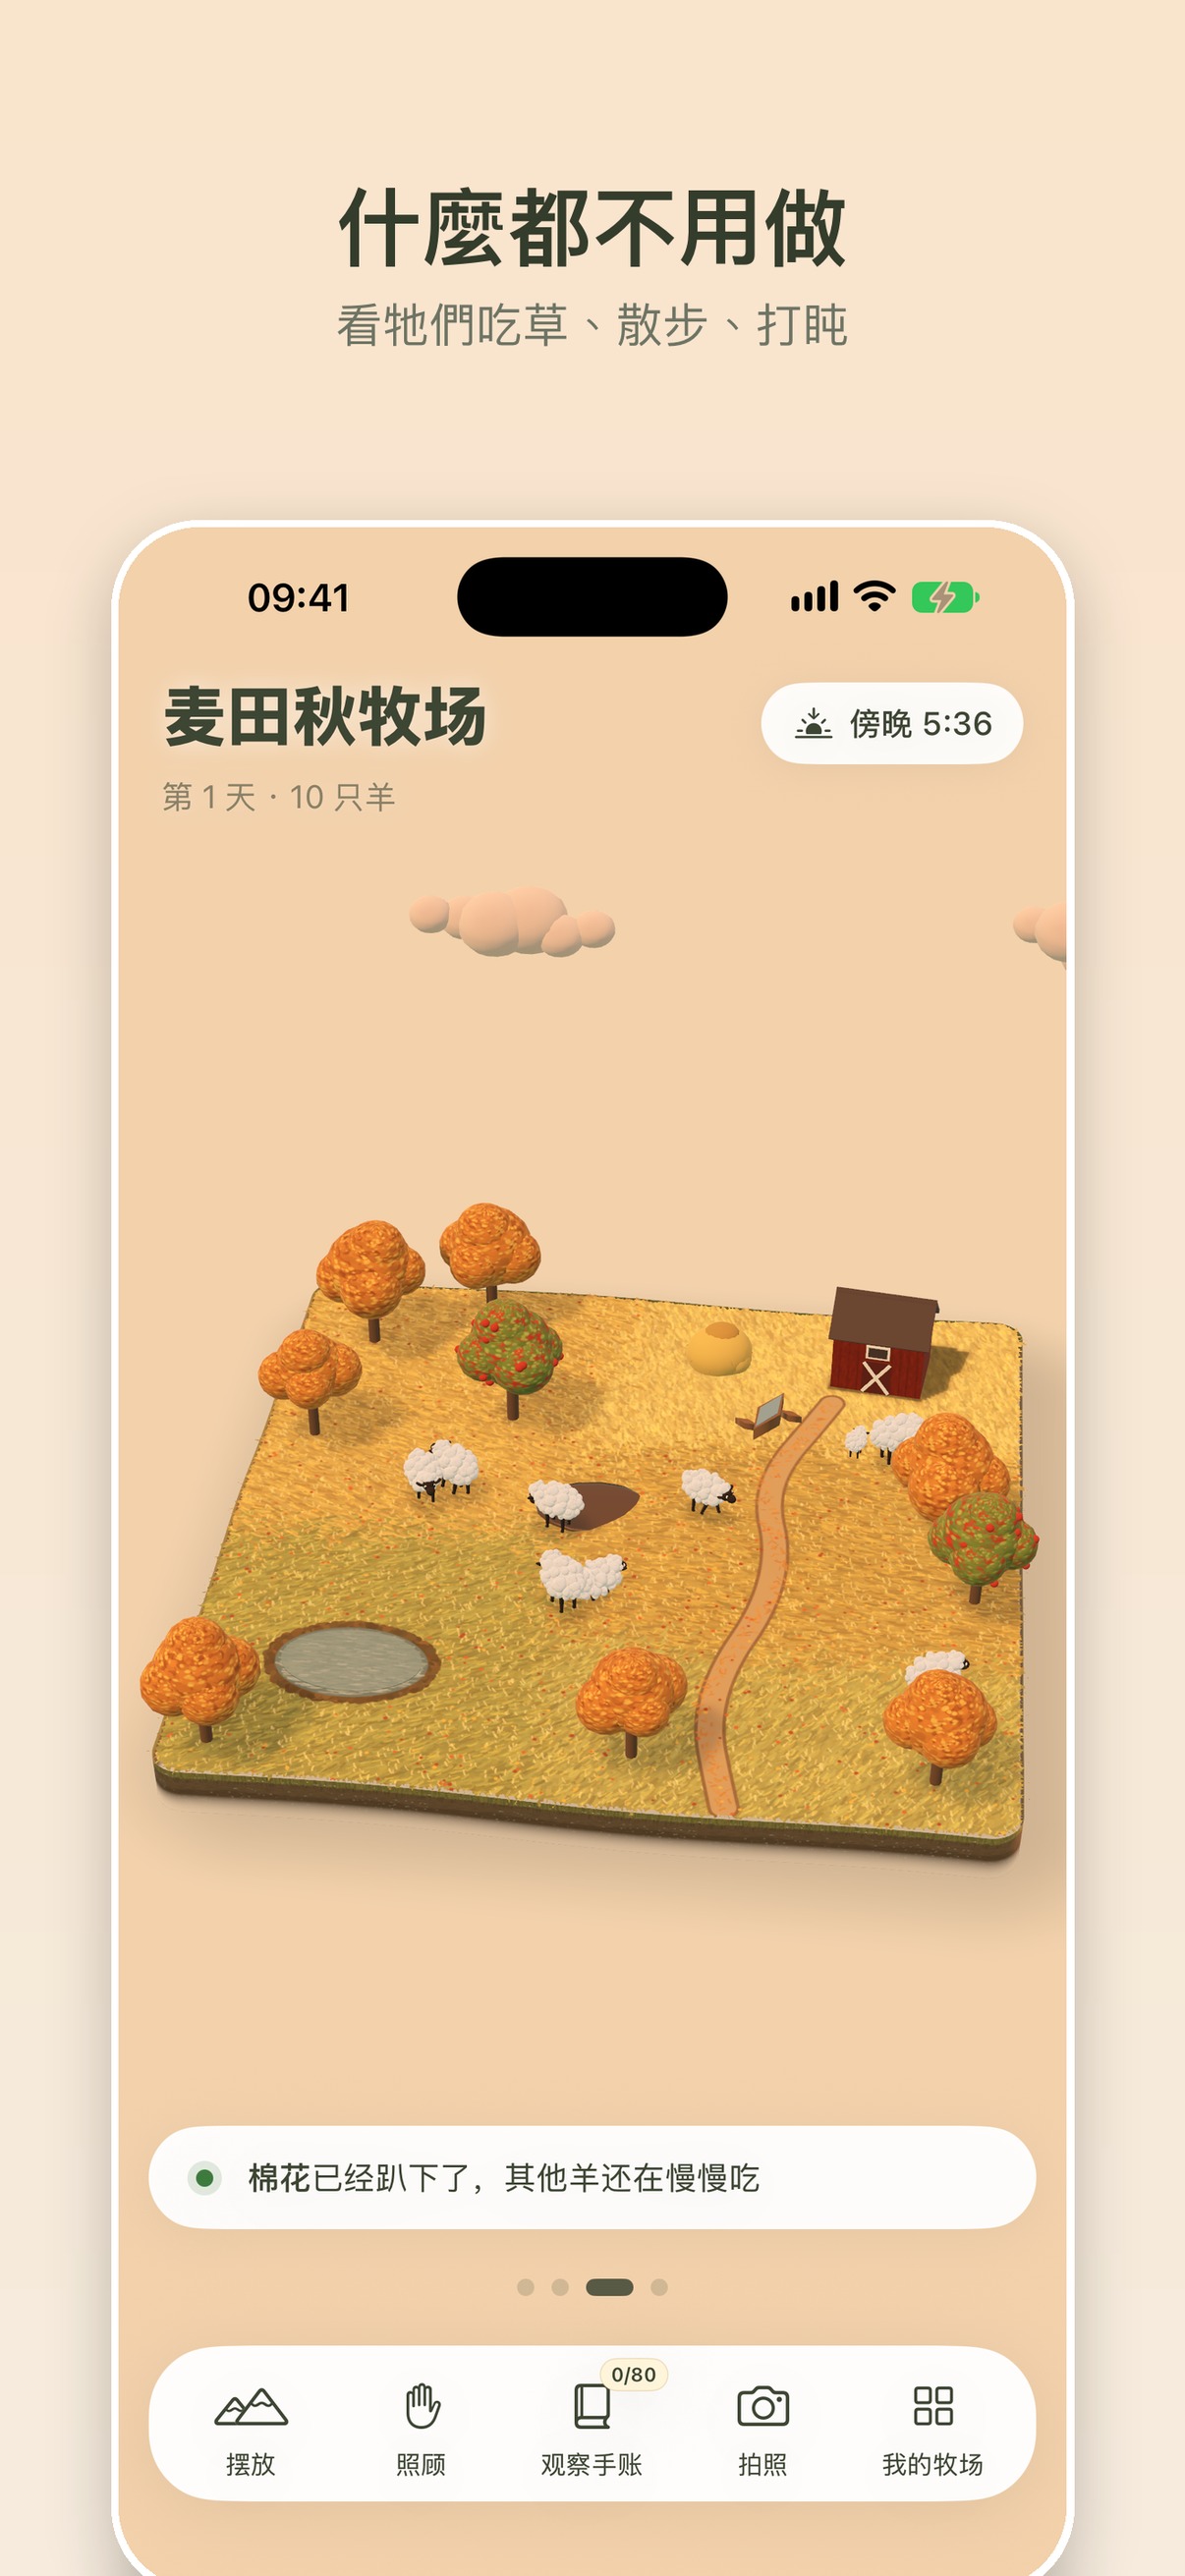 什麼都不用做
看牠們吃草、散步、打盹
09:41
麦田秋牧场
傍晚 5:36
第 1 天 · 10 只羊
棉花已经趴下了，其他羊还在慢慢吃
0/80
摆放
照顾
观察手账
拍照
我的牧场